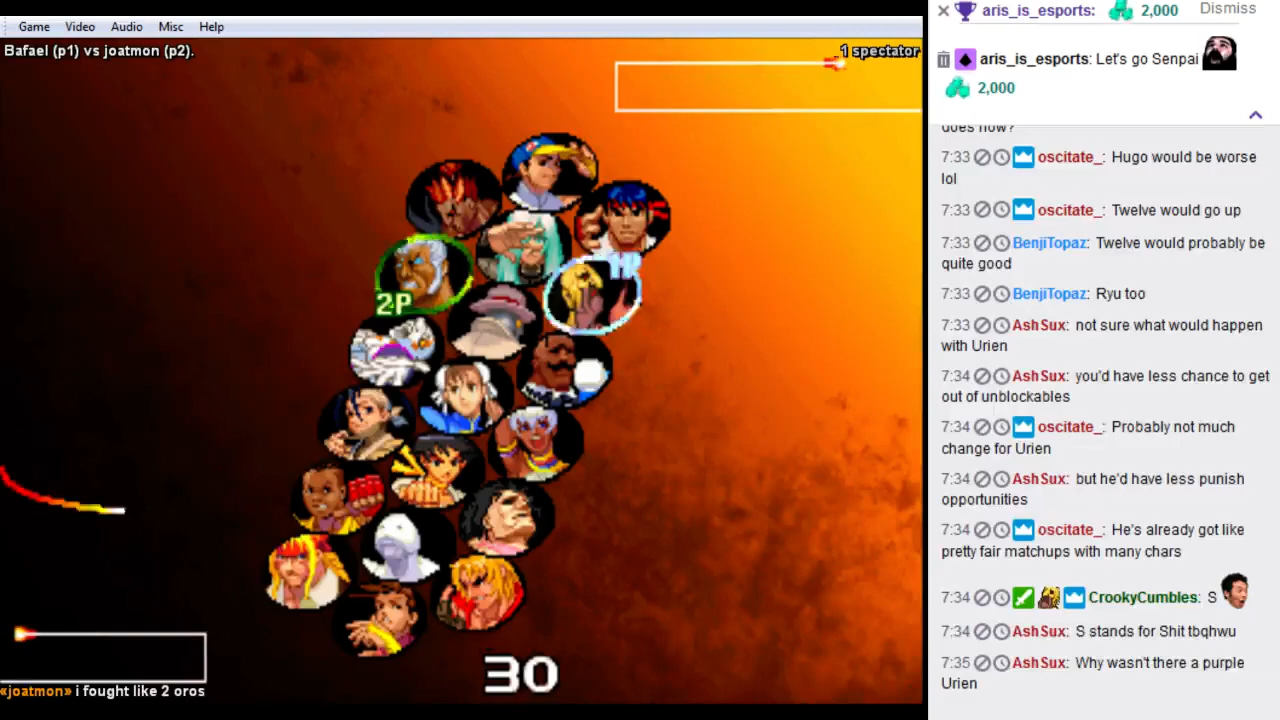 Game Video Audio Misc Help
Bafael (p1) vs joatmon (p2).
1 spectator
2P
30
«joatmon» i fought like 2 oros
aris_is_esports: 2,000 Dismiss
aris_is_esports: Let's go Senpai
2,000
does now?
7:33 oscitate_: Hugo would be worse
lol
7:33 oscitate_: Twelve would go up
7:33 BenjiTopaz: Twelve would probably be
quite good
7:33 BenjiTopaz: Ryu too
7:33 AshSux: not sure what would happen
with Urien
7:34 AshSux: you'd have less chance to get
out of unblockables
7:34 oscitate_: Probably not much
change for Urien
7:34 AshSux: but he'd have less punish
opportunities
7:34 oscitate_: He's already got like
pretty fair matchups with many chars
7:34 CrookyCumbles: S
7:34 AshSux: S stands for Shit tbqhwu
7:35 AshSux: Why wasn't there a purple
Urien